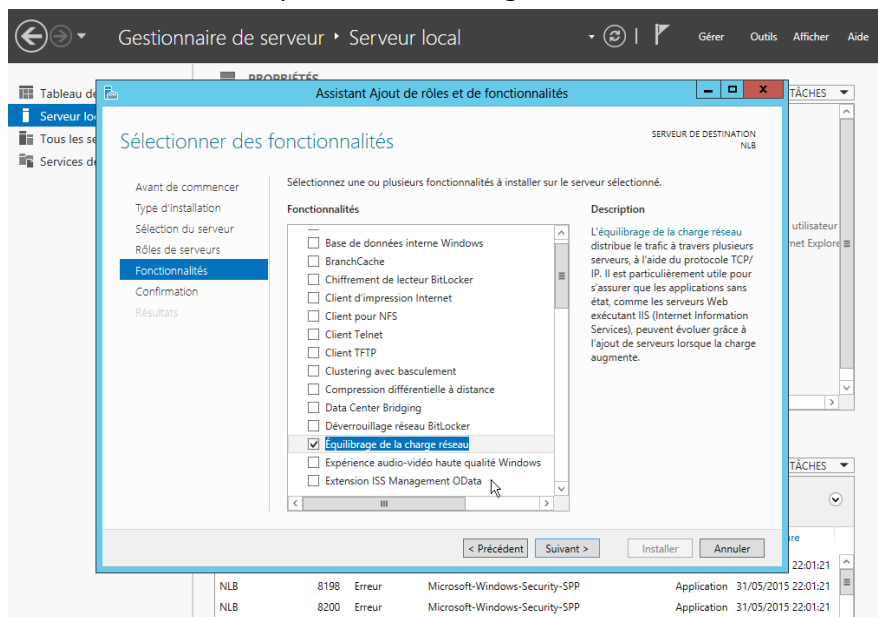 Gestionnaire de serveur ‣ Serveur local
Gérer Outils Afficher Aide
PROPRIÉTÉS
TÂCHES
Tableau de
Serveur lo
Tous les se
Services de
Assistant Ajout de rôles et de fonctionnalités
Sélectionner des fonctionnalités
SERVEUR DE DESTINATION
NLB
Avant de commencer
Type d'installation
Sélection du serveur
Rôles de serveurs
Fonctionnalités
Confirmation
Résultats
Sélectionnez une ou plusieurs fonctionnalités à installer sur le serveur sélectionné.
Fonctionnalités
Base de données interne Windows
BranchCache
Chiffrement de lecteur BitLocker
Client d'impression Internet
Client pour NFS
Client Telnet
Client TFTP
Clustering avec basculement
Compression différentielle à distance
Data Center Bridging
Déverrouillage réseau BitLocker
Équilibrage de la charge réseau
Expérience audio-vidéo haute qualité Windows
Extension ISS Management OData
Description
L'équilibrage de la charge réseau
distribue le trafic à travers plusieurs
serveurs, à l'aide du protocole TCP/
IP. Il est particulièrement utile pour
s'assurer que les applications sans
état, comme les serveurs Web
exécutant IIS (Internet Information
Services), peuvent évoluer grâce à
l'ajout de serveurs lorsque la charge
augmente.
utilisateur
rnet Explore
< Précédent Suivant > Installer Annuler
TÂCHES
ure
22:01:21
NLB 8198 Erreur Microsoft-Windows-Security-SPP Application 31/05/2015 22:01:21
NLB 8200 Erreur Microsoft-Windows-Security-SPP Application 31/05/2015 22:01:21